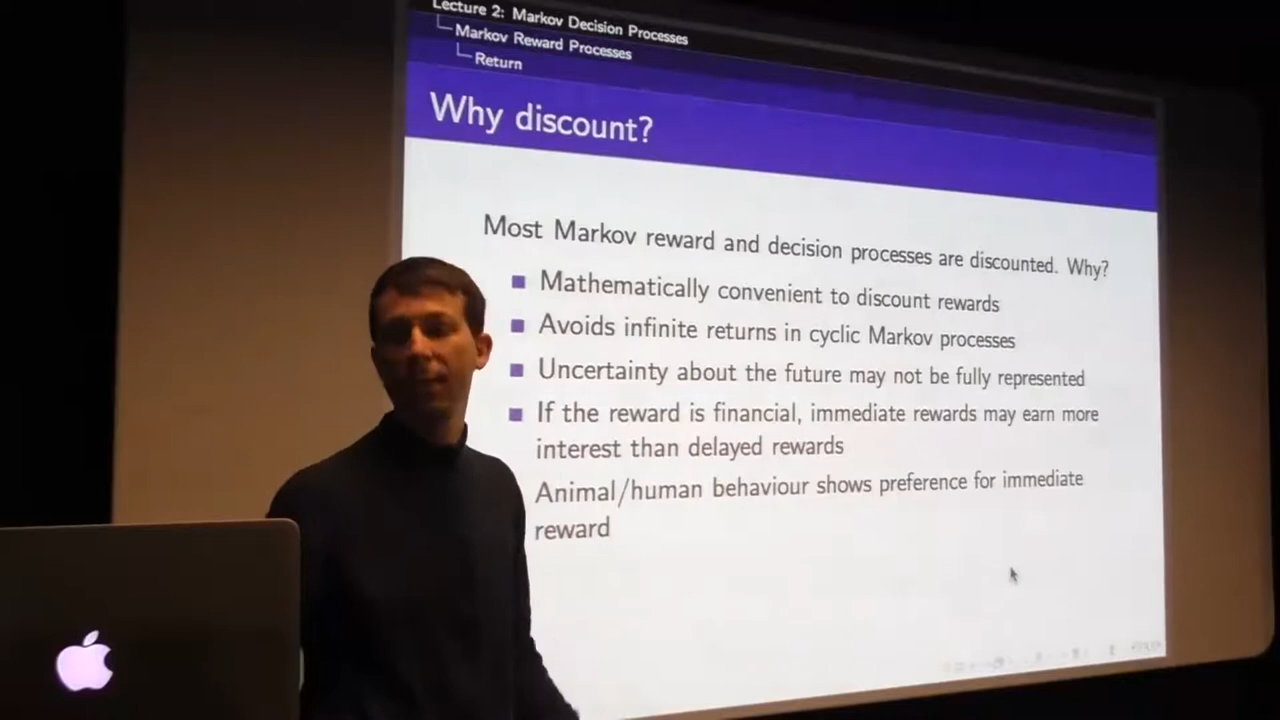 Lecture 2: Markov Decision Processes
Markov Reward Processes
Return
Why discount?
Most Markov reward and decision processes are discounted. Why?
Mathematically convenient to discount rewards
Avoids infinite returns in cyclic Markov processes
Uncertainty about the future may not be fully represented
If the reward is financial, immediate rewards may earn more
interest than delayed rewards
Animal/human behaviour shows preference for immediate
reward